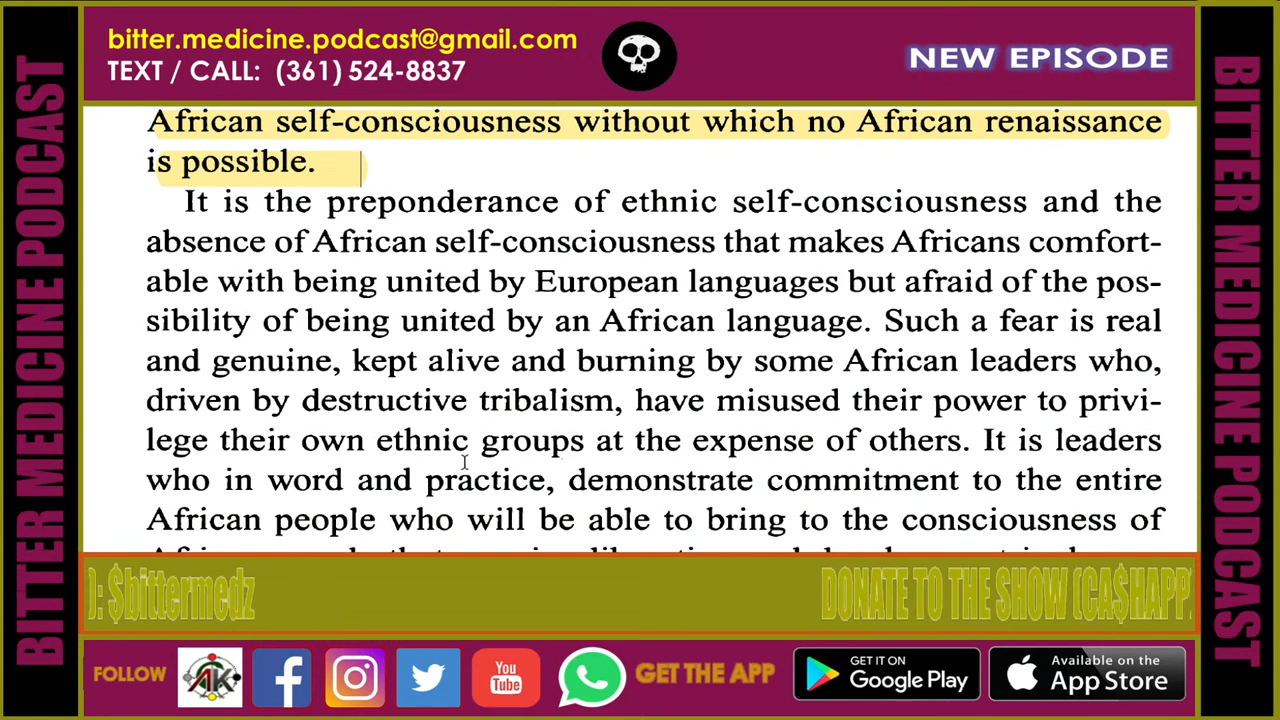 bitter.medicine.podcast@gmail.com
TEXT / CALL: (361) 524-8837
NEW EPISODE
BITTER MEDICINE PODCAST
African self-consciousness without which no African renaissance
is possible.
It is the preponderance of ethnic self-consciousness and the
absence of African self-consciousness that makes Africans comfort-
able with being united by European languages but afraid of the pos-
sibility of being united by an African language. Such a fear is real
and genuine, kept alive and burning by some African leaders who,
driven by destructive tribalism, have misused their power to privi-
lege their own ethnic groups at the expense of others. It is leaders
who in word and practice, demonstrate commitment to the entire
African people who will be able to bring to the consciousness of
BITTER MEDICINE PODCAST
): $bittermedz
DONATE TO THE SHOW (CA$HAPP
FOLLOW
ATK
You
Tube
GET THE APP
GET IT ON
Google Play
Available on the
App Store